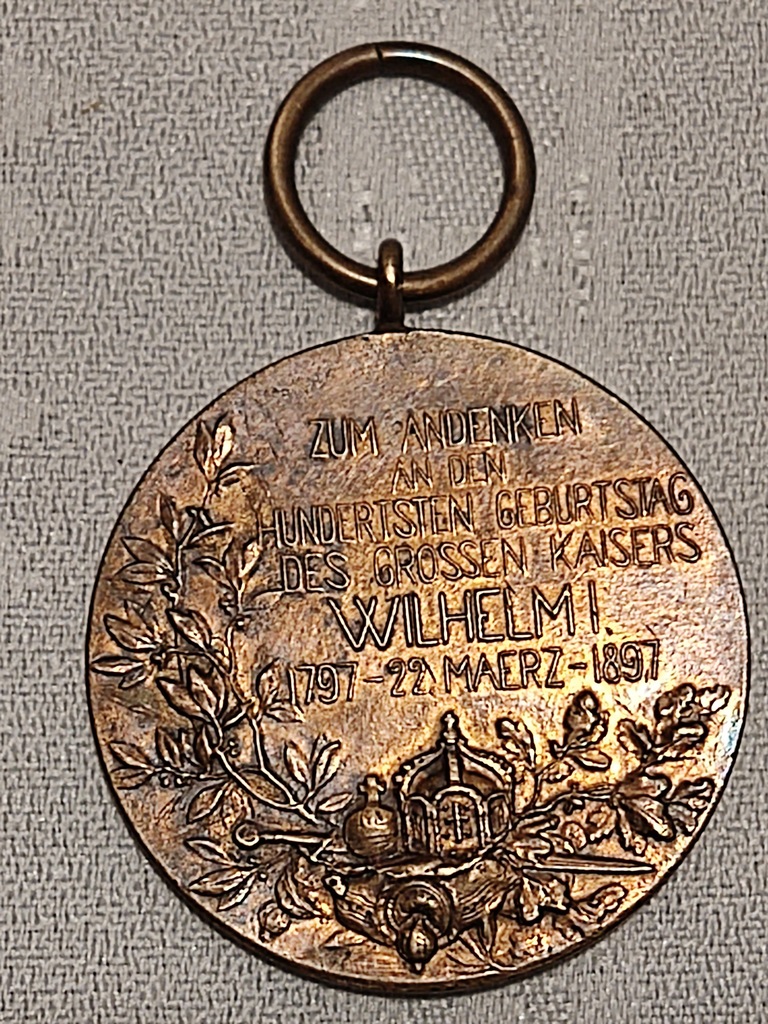 ZUM ANDENKEN
AN DEN
HUNDERTSTEN GEBURTSTAG
DES GROSSEN KAISERS
WILHELM I.
1797-22. MAERZ-1897